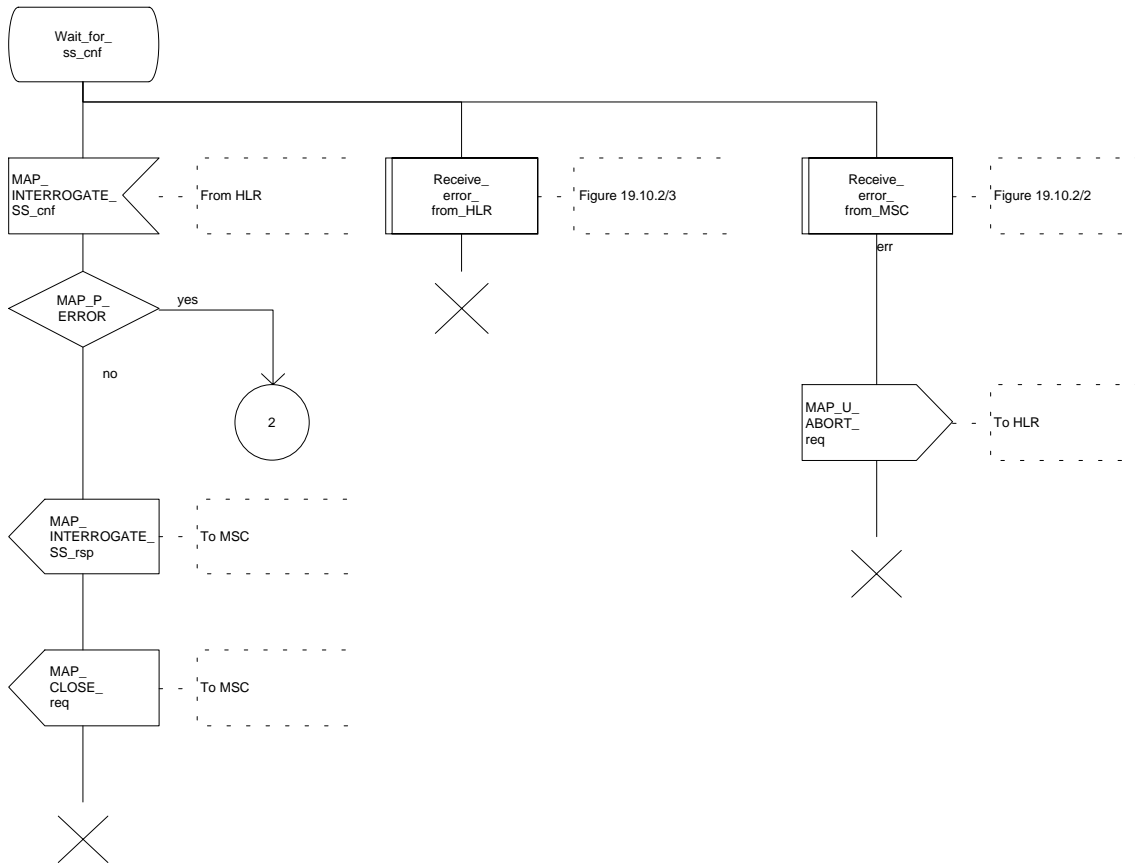 Wait_for_
ss_cnf
MAP_
INTERROGATE_
SS_cnf
From HLR
Receive_
error_
from_HLR
Figure 19.10.2/3
Receive_
error_
from_MSC
Figure 19.10.2/2
err
MAP_P_
ERROR
yes
no
2
MAP_U_
ABORT_
req
To HLR
MAP_
INTERROGATE_
SS_rsp
To MSC
MAP_
CLOSE_
req
To MSC